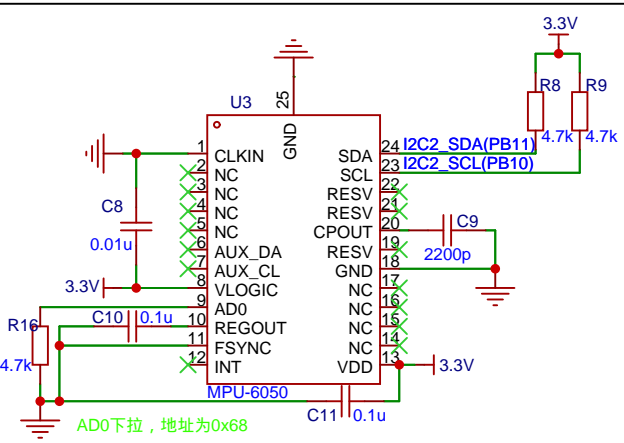 3.3V
U3
25
GND
R8
R9
4.7k
4.7k
1
CLKIN
SDA
24
I2C2_SDA(PB11)
2
NC
SCL
23
I2C2_SCL(PB10)
3
NC
RESV
22
4
NC
RESV
21
5
NC
CPOUT
20
C9
2200p
C8
0.01u
6
AUX_DA
RESV
19
7
AUX_CL
GND
18
3.3V
8
VLOGIC
NC
17
9
AD0
NC
16
R16
4.7k
C10
0.1u
10
REGOUT
NC
15
11
FSYNC
NC
14
12
INT
VDD
13
3.3V
MPU-6050
C11
0.1u
AD0下拉，地址为0x68